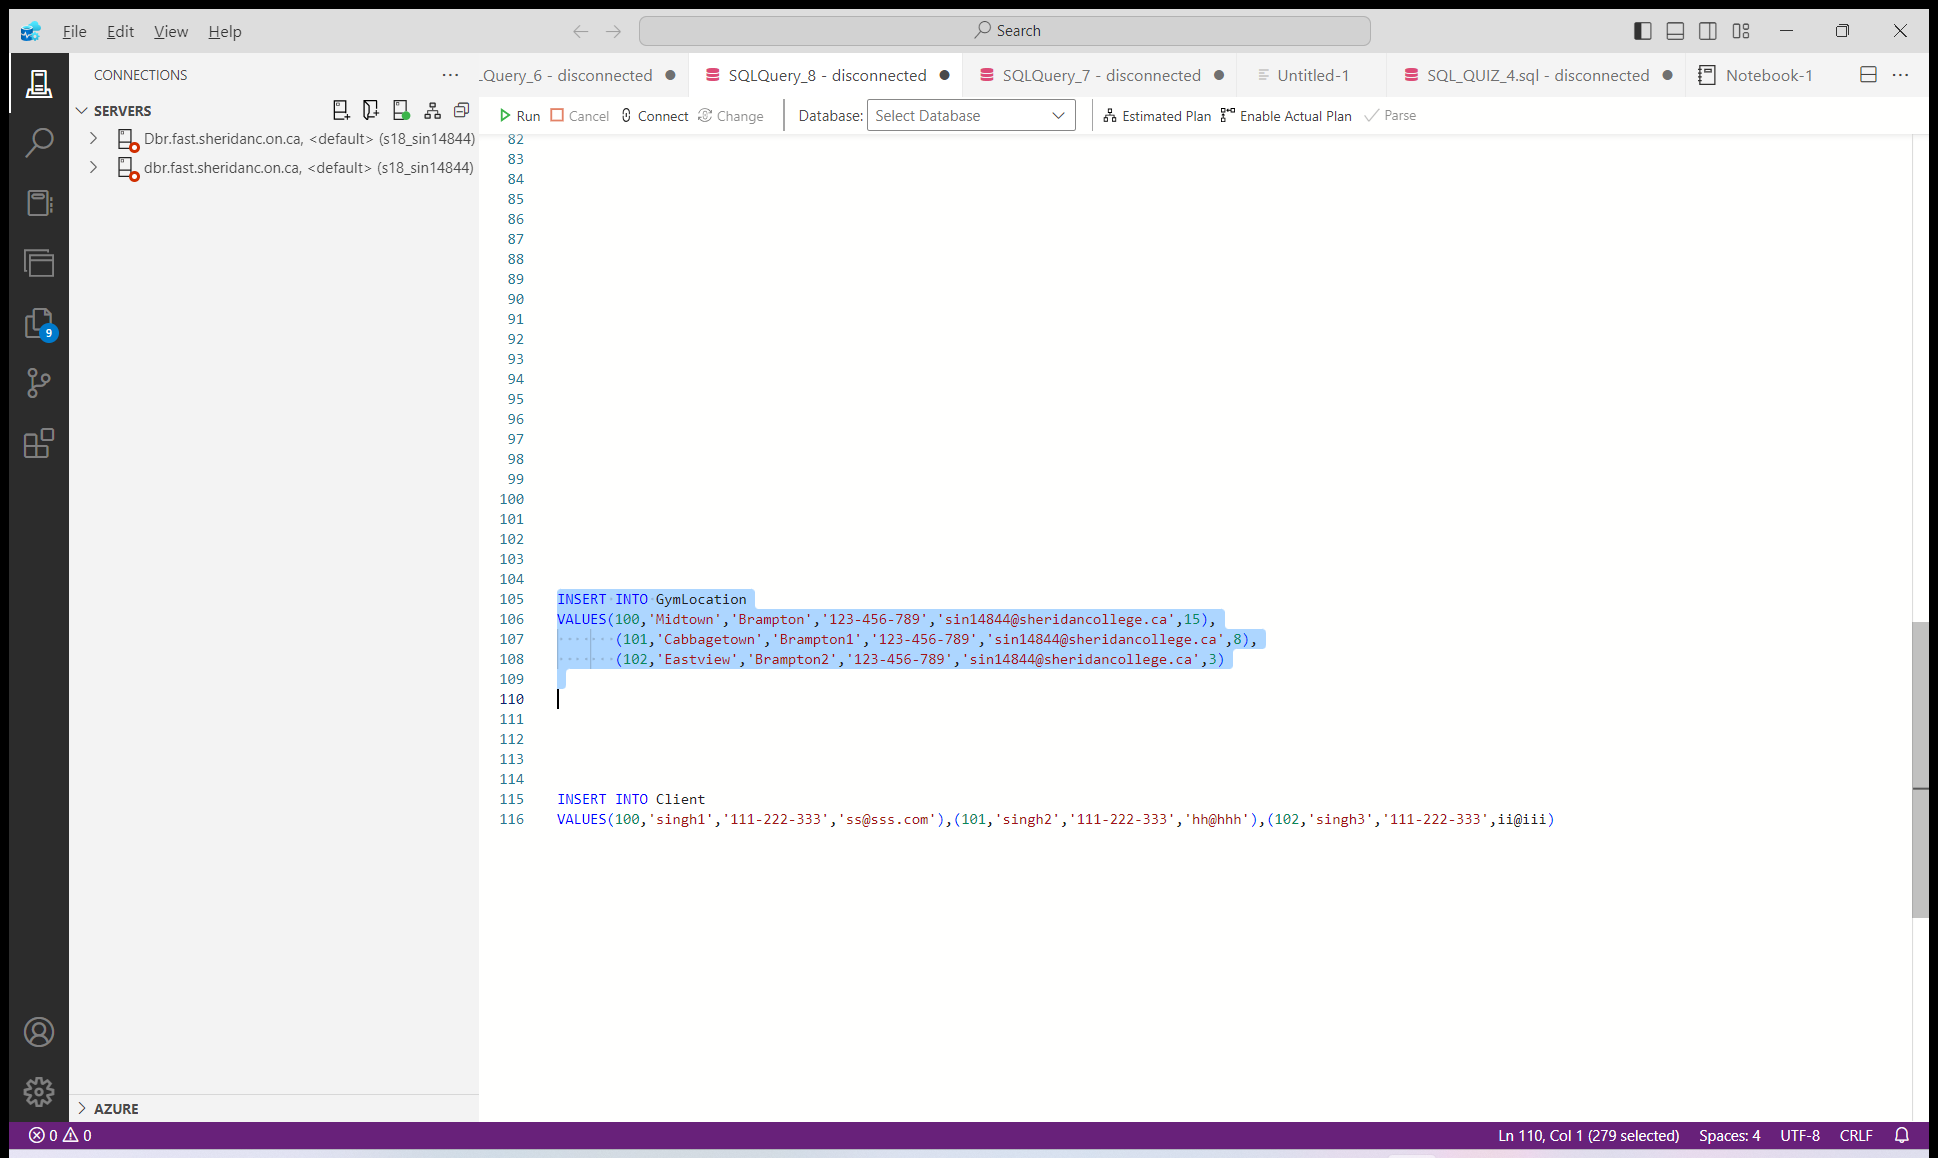 File Edit View Help
Search
CONNECTIONS
.Query_6 - disconnected
SQLQuery_8 - disconnected
SQLQuery_7 - disconnected
Untitled-1
SQL_QUIZ_4.sql - disconnected
Notebook-1
SERVERS
Run Cancel Connect Change Database: Select Database Estimated Plan Enable Actual Plan Parse
Dbr.fast.sheridanc.on.ca, <default> (s18_sin14844)
dbr.fast.sheridanc.on.ca, <default> (s18_sin14844)
9
82
83
84
85
86
87
88
89
90
91
92
93
94
95
96
97
98
99
100
101
102
103
104
105 INSERT INTO GymLocation
106 VALUES(100,'Midtown','Brampton','123-456-789','sin14844@sheridancollege.ca',15),
107 (101,'Cabbagetown','Brampton1','123-456-789','sin14844@sheridancollege.ca',8),
108 (102,'Eastview','Brampton2','123-456-789','sin14844@sheridancollege.ca',3)
109
110
111
112
113
114
115 INSERT INTO Client
116 VALUES(100,'singh1','111-222-333','ss@sss.com'),(101,'singh2','111-222-333','hh@hhh'),(102,'singh3','111-222-333',ii@iii)
AZURE
0 0
Ln 110, Col 1 (279 selected) Spaces: 4 UTF-8 CRLF